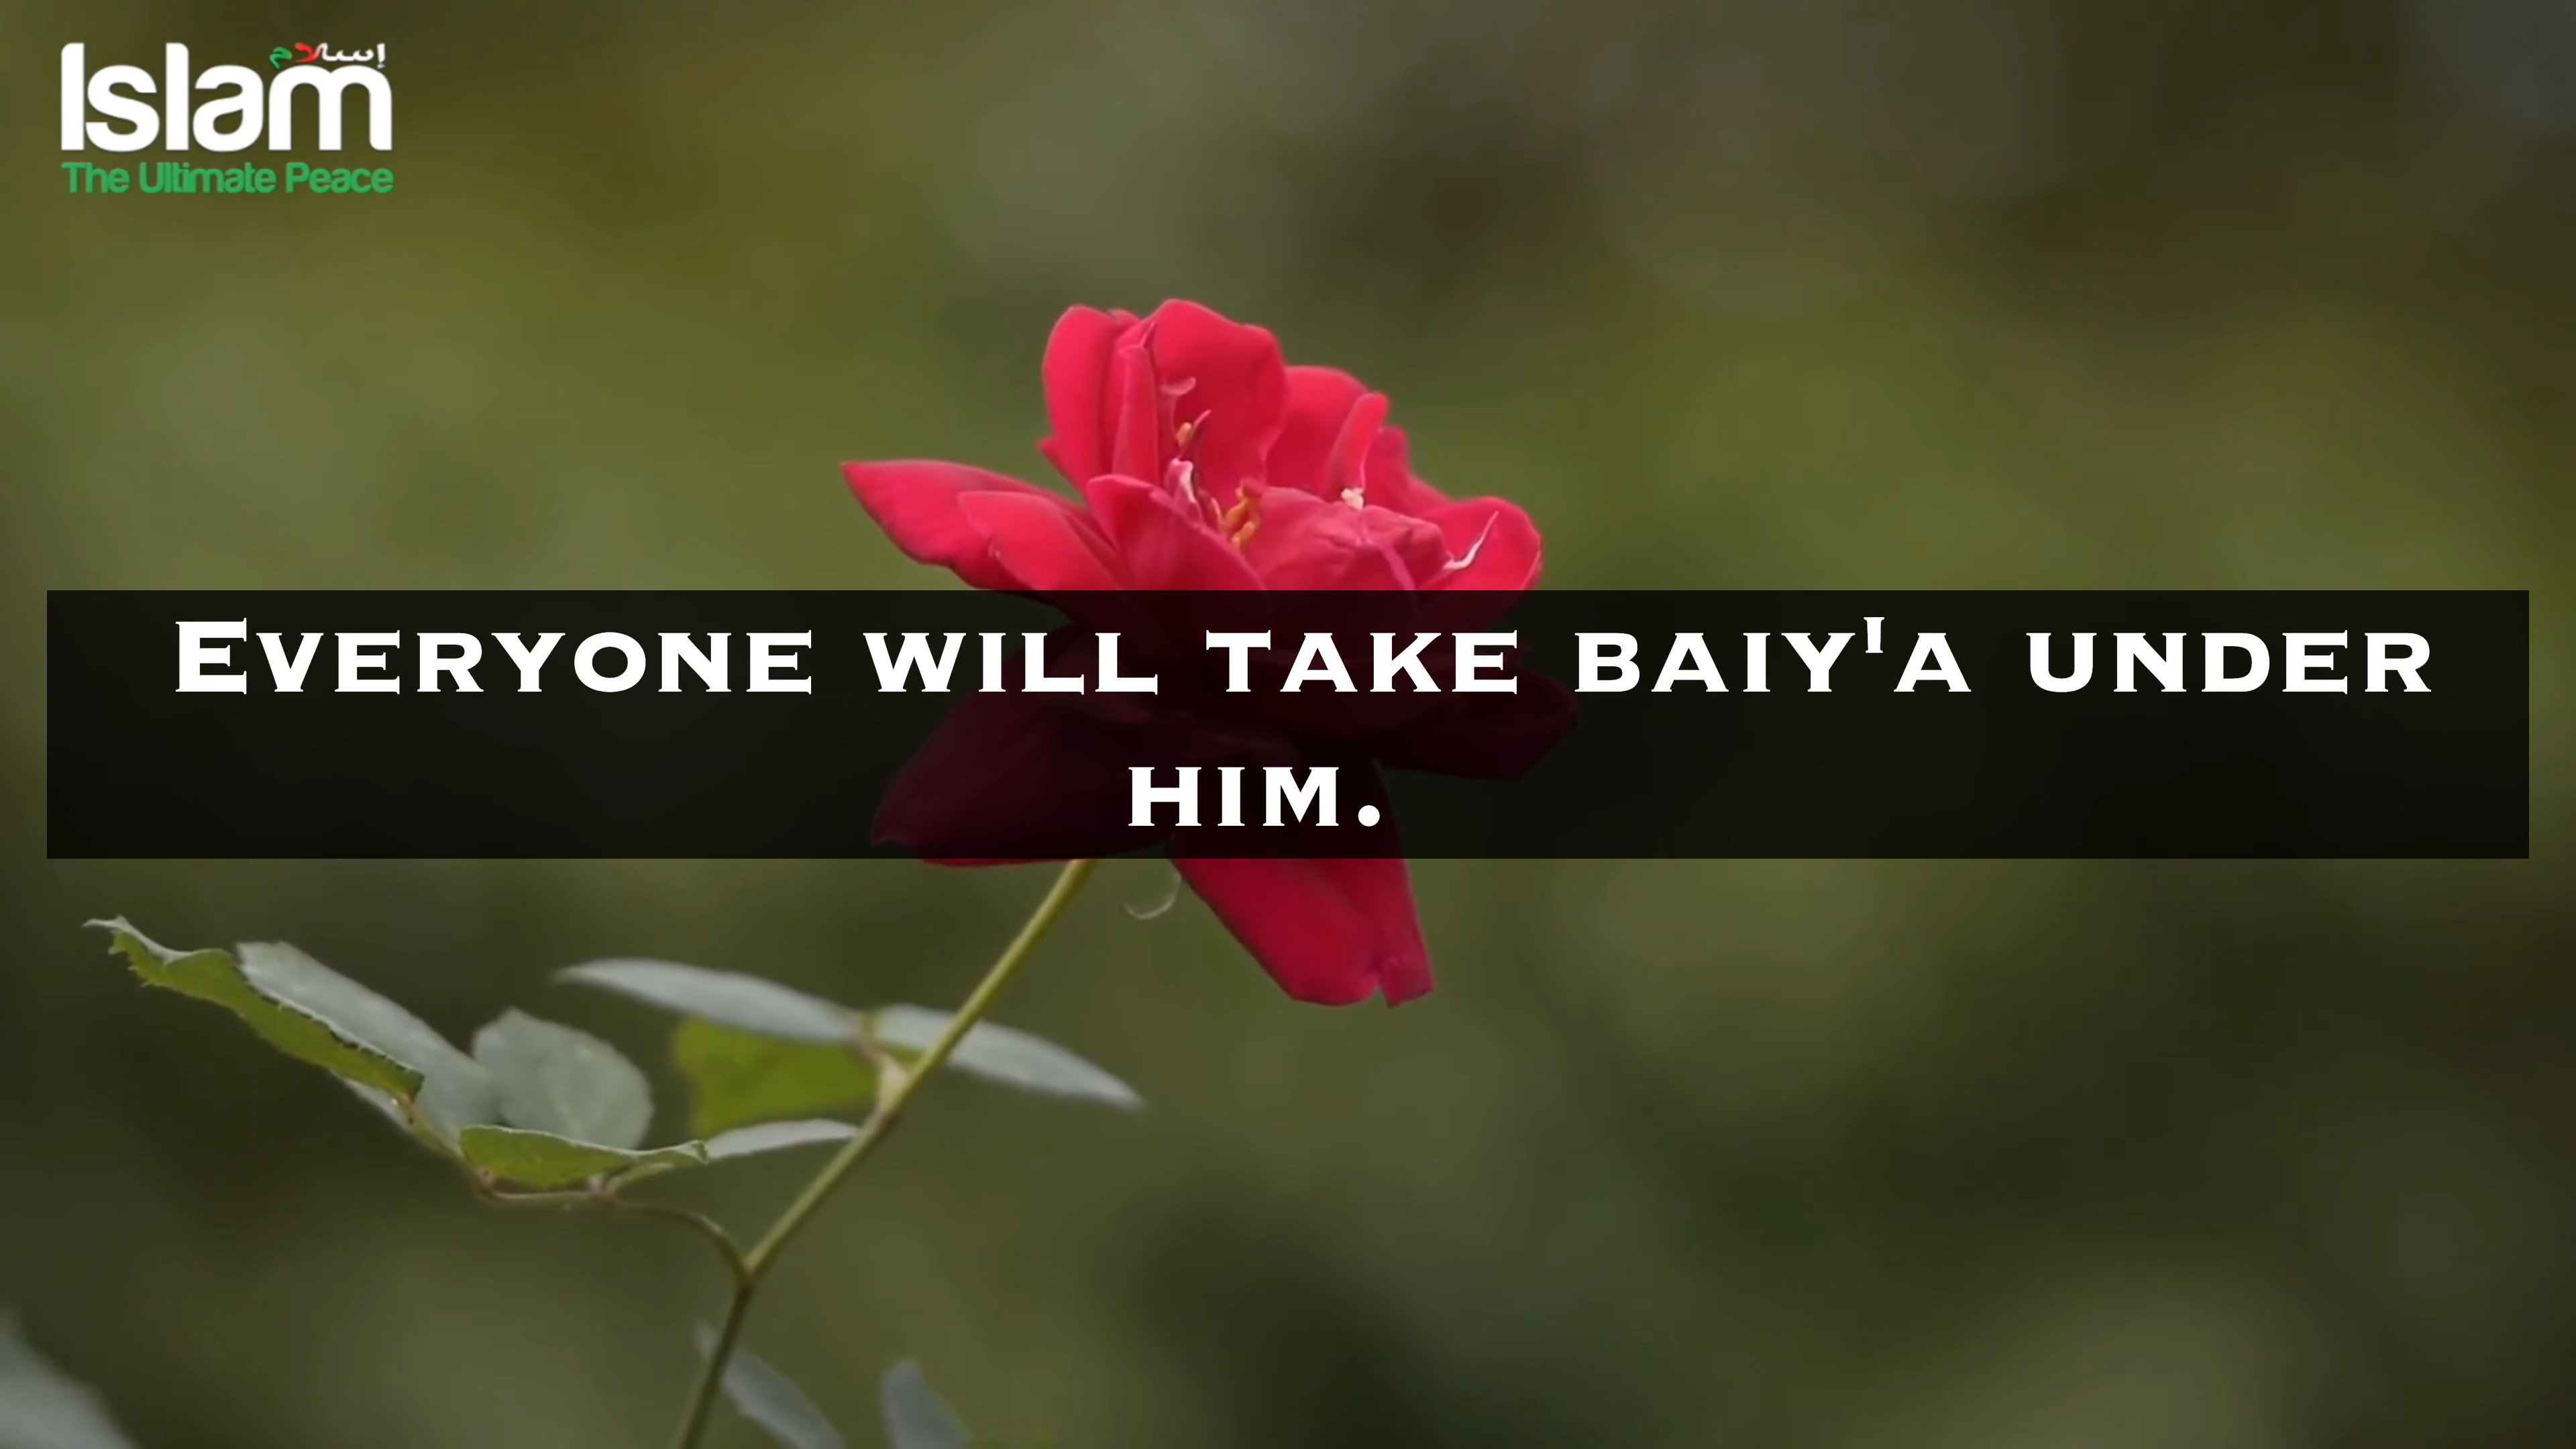 إسلام
Islam
The Ultimate Peace
Everyone will take baiy'a under
him.